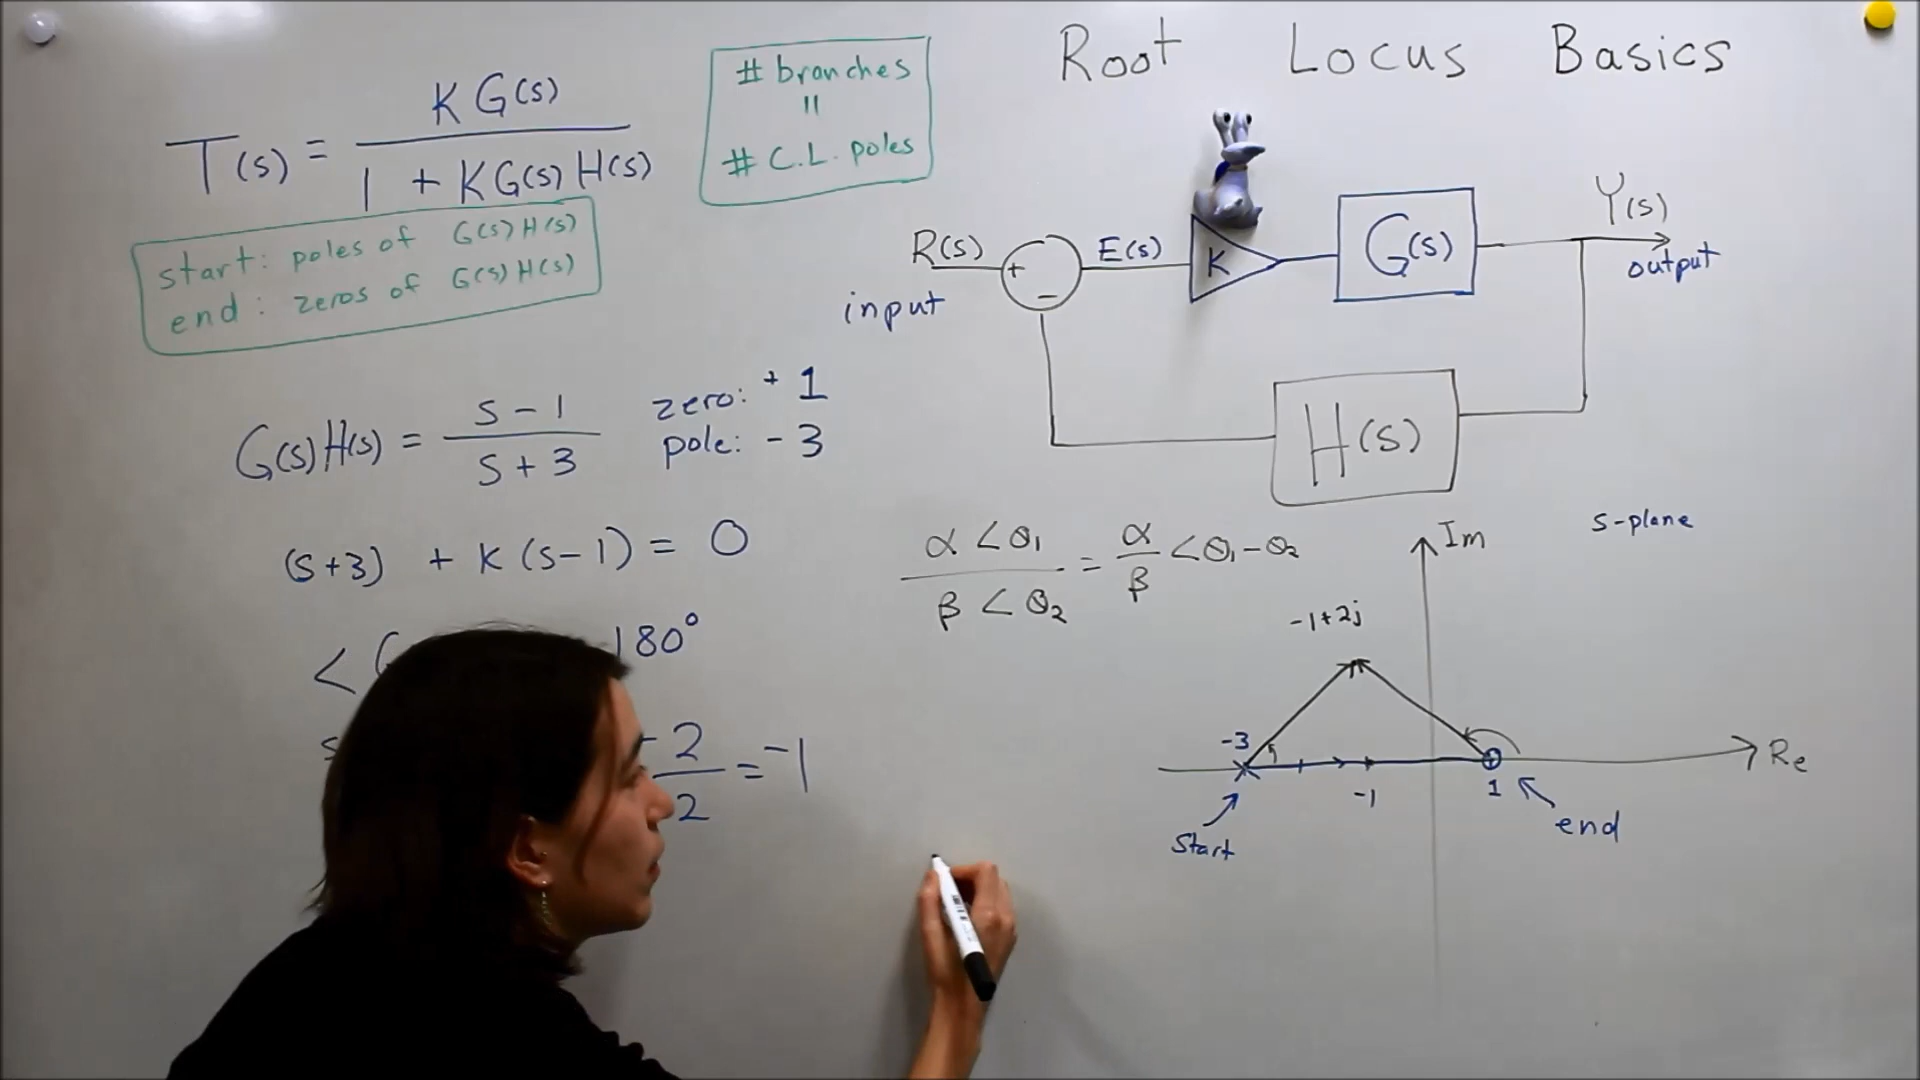 Root Locus Basics
T(s) = K G(s) / 1 + K G(s) H(s)
# branches
=
# C.L. poles
start: poles of G(s) H(s)
end: zeros of G(s) H(s)
R(s)
input
+
−
E(s)
K
G(s)
Y(s)
output
H(s)
G(s)H(s) = s - 1 / s + 3
zero: + 1
pole: - 3
(s+3) + K (s-1) = 0
α <θ1 / β <θ2 = α/β <θ1-θ2
< 180°
-2 / 2 = -1
Im
s-plane
-1+2j
-3
-1
1
Re
Start
end